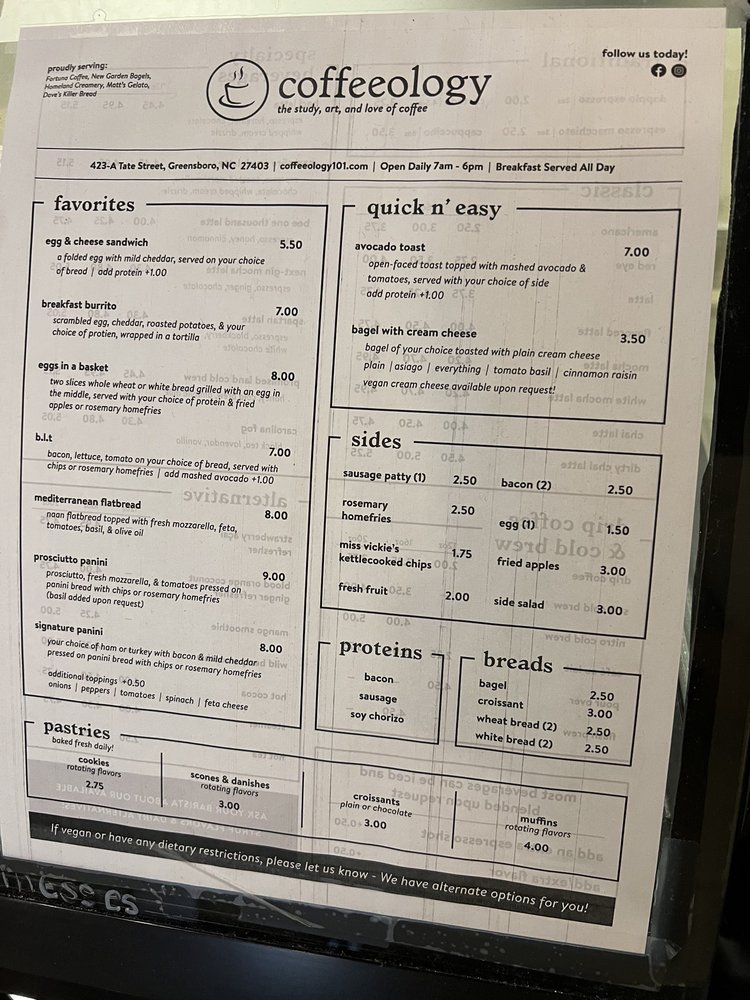 proudly serving:
Fortuna Coffee, New Garden Bagels,
Homeland Creamery, Matt's Gelato,
Dave's Killer Bread
coffeeology
the study, art, and love of coffee
follow us today!
423-A Tate Street, Greensboro, NC 27403 | coffeeology101.com | Open Daily 7am - 6pm | Breakfast Served All Day
favorites
egg & cheese sandwich 5.50
a folded egg with mild cheddar, served on your choice
of bread | add protein +1.00
breakfast burrito 7.00
scrambled egg, cheddar, roasted potatoes, & your
choice of protien, wrapped in a tortilla
eggs in a basket 8.00
two slices whole wheat or white bread grilled with an egg in
the middle, served with your choice of protein & fried
apples or rosemary homefries
b.l.t 7.00
bacon, lettuce, tomato on your choice of bread, served with
chips or rosemary homefries | add mashed avocado +1.00
mediterranean flatbread 8.00
naan flatbread topped with fresh mozzarella, feta,
tomatoes, basil, & olive oil
prosciutto panini 9.00
prosciutto, fresh mozzarella, & tomatoes pressed on
panini bread with chips or rosemary homefries
(basil added upon request)
signature panini 8.00
your choice of ham or turkey with bacon & mild cheddar
pressed on panini bread with chips or rosemary homefries
additional toppings +0.50
onions | peppers | tomatoes | spinach | feta cheese
quick n' easy
avocado toast 7.00
open-faced toast topped with mashed avocado &
tomatoes, served with your choice of side
add protein +1.00
bagel with cream cheese 3.50
bagel of your choice toasted with plain cream cheese
plain | asiago | everything | tomato basil | cinnamon raisin
vegan cream cheese available upon request!
sides
sausage patty (1) 2.50
rosemary
homefries 2.50
miss vickie's
kettlecooked chips 1.75
fresh fruit 2.00
bacon (2) 2.50
egg (1) 1.50
fried apples 3.00
side salad 3.00
proteins
bacon
sausage
soy chorizo
breads
bagel 2.50
croissant 3.00
wheat bread (2) 2.50
white bread (2) 2.50
pastries
baked fresh daily!
cookies
rotating flavors
2.75
scones & danishes
rotating flavors
3.00
croissants
plain or chocolate
3.00
muffins
rotating flavors
4.00
If vegan or have any dietary restrictions, please let us know - We have alternate options for you!